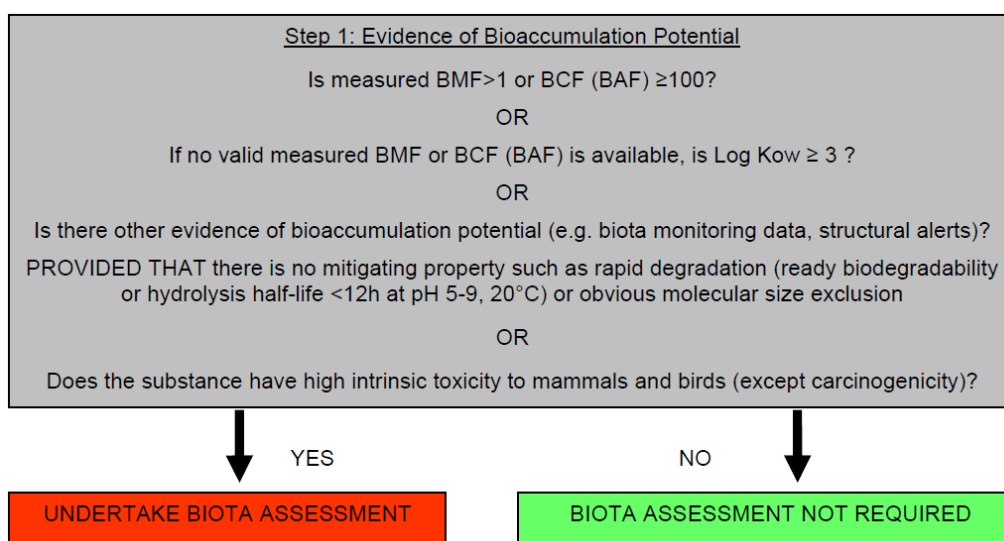 Step 1: Evidence of Bioaccumulation Potential
Is measured BMF>1 or BCF (BAF) ≥100?
OR
If no valid measured BMF or BCF (BAF) is available, is Log Kow ≥ 3 ?
OR
Is there other evidence of bioaccumulation potential (e.g. biota monitoring data, structural alerts)?
PROVIDED THAT there is no mitigating property such as rapid degradation (ready biodegradability
or hydrolysis half-life <12h at pH 5-9, 20°C) or obvious molecular size exclusion
OR
Does the substance have high intrinsic toxicity to mammals and birds (except carcinogenicity)?
YES
NO
UNDERTAKE BIOTA ASSESSMENT
BIOTA ASSESSMENT NOT REQUIRED